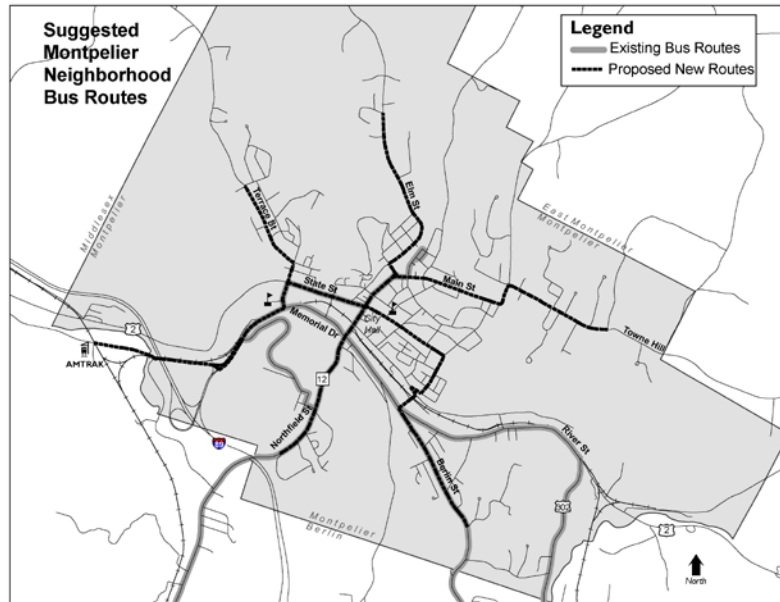 Suggested
Montpelier
Neighborhood
Bus Routes
Legend
Existing Bus Routes
Proposed New Routes
Elm St
Terrace St
Middlesex
Montpelier
East Montpelier
Montpelier
State St
Main St
City
Hall
Memorial Dr
Towne Hill
2
AMTRAK
12
Northfield St
89
River St
Berlin St
302
2
Montpelier
Berlin
North